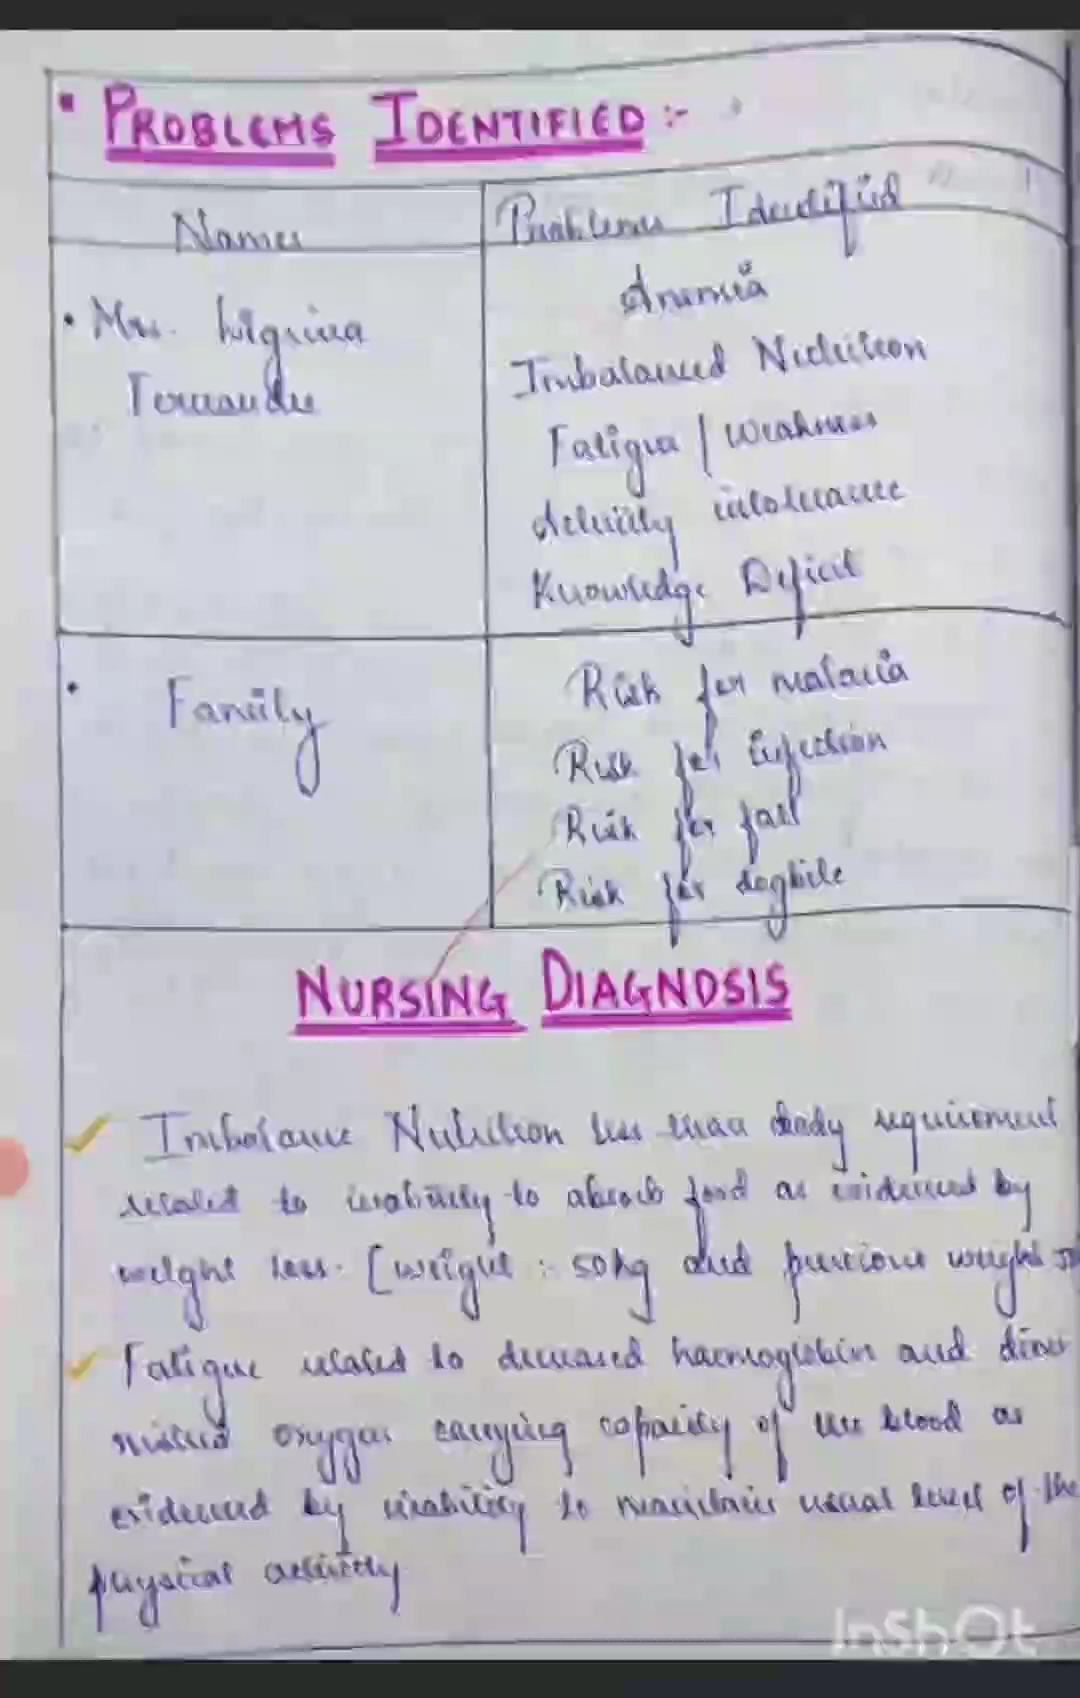 • PROBLEMS IDENTIFIED :-
Names
Problems Identified
• Mrs.
Anemia
Imbalanced Nutrition
Fatigue / Weakness
Activity intolerance
Knowledge Deficit
• Family
Risk for malaria
Risk for infection
Risk for fall
Risk for dogbite
NURSING DIAGNOSIS
✓ Imbalance Nutrition less than body requirement
related to inability to absorb food as evidenced by
weight loss. [weight : 50kg and previous weight
✓ Fatigue related to decreased haemoglobin and dimi
nished oxygen carrying capacity of the blood as
evidenced by inability to maintain usual level of the
physical activity
InShOt